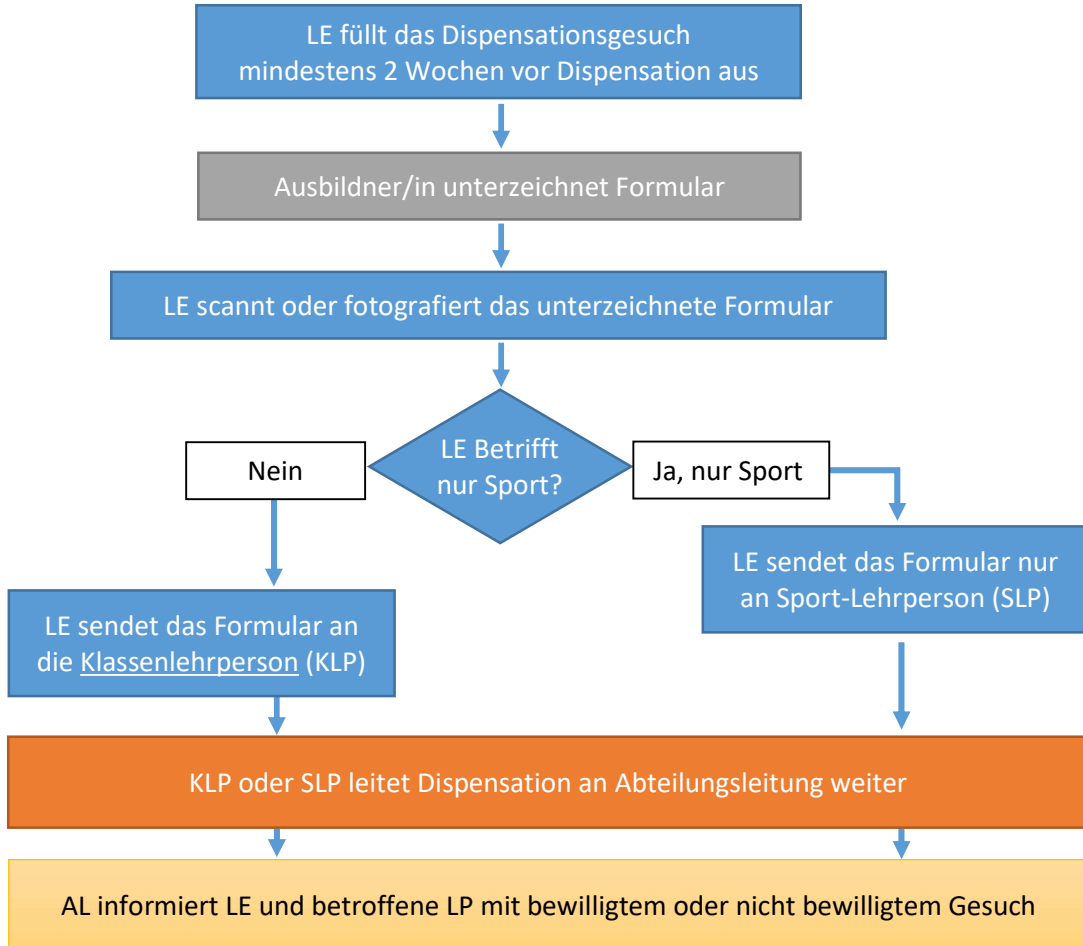 LE füllt das Dispensationsgesuch
mindestens 2 Wochen vor Dispensation aus
Ausbildner/in unterzeichnet Formular
LE scannt oder fotografiert das unterzeichnete Formular
LE Betrifft
nur Sport?
Nein
Ja, nur Sport
LE sendet das Formular nur
an Sport-Lehrperson (SLP)
LE sendet das Formular an
die Klassenlehrperson (KLP)
KLP oder SLP leitet Dispensation an Abteilungsleitung weiter
AL informiert LE und betroffene LP mit bewilligtem oder nicht bewilligtem Gesuch